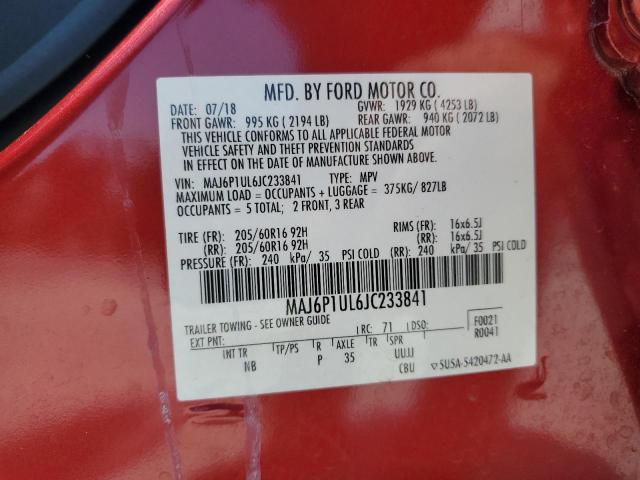 MFD. BY FORD MOTOR CO.
DATE: 07/18 GVWR: 1929 KG ( 4253 LB)
FRONT GAWR: 995 KG ( 2194 LB) REAR GAWR: 940 KG ( 2072 LB)
THIS VEHICLE CONFORMS TO ALL APPLICABLE FEDERAL MOTOR
VEHICLE SAFETY AND THEFT PREVENTION STANDARDS
IN EFFECT ON THE DATE OF MANUFACTURE SHOWN ABOVE.
VIN: MAJ6P1UL6JC233841 TYPE: MPV
MAXIMUM LOAD = OCCUPANTS + LUGGAGE = 375KG/ 827LB
OCCUPANTS = 5 TOTAL; 2 FRONT, 3 REAR
TIRE (FR): 205/60R16 92H RIMS (FR): 16x6.5J
(RR): 205/60R16 92H (RR): 16x6.5J
PRESSURE (FR): 240 kPa/ 35 PSI COLD (RR): 240 kPa/ 35 PSI COLD
MAJ6P1UL6JC233841
TRAILER TOWING - SEE OWNER GUIDE
EXT PNT: RC: 71 DSO: F0021
R0041
INT TR TP/PS R AXLE TR SPR
NB P 35 UUJJ
CBU ▽SU5A-5420472-AA